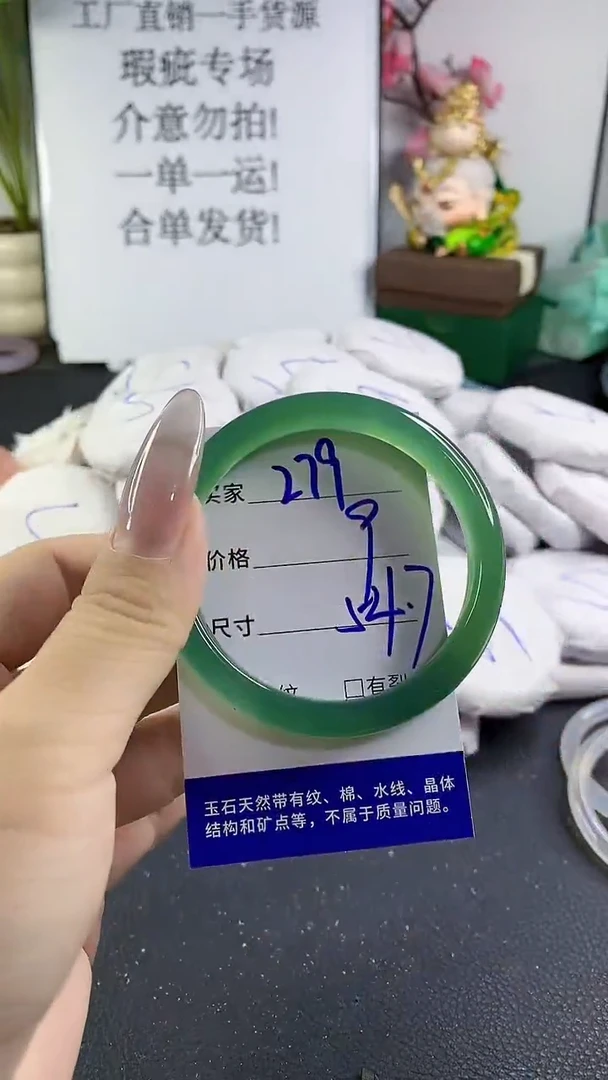 工厂直销一手货源
瑕疵专场
介意勿拍!
一单一运!
合单发货!
买家 279
价格
尺寸 54.7
纹 □有裂
玉石天然带有纹、棉、水线、晶体
结构和矿点等，不属于质量问题。